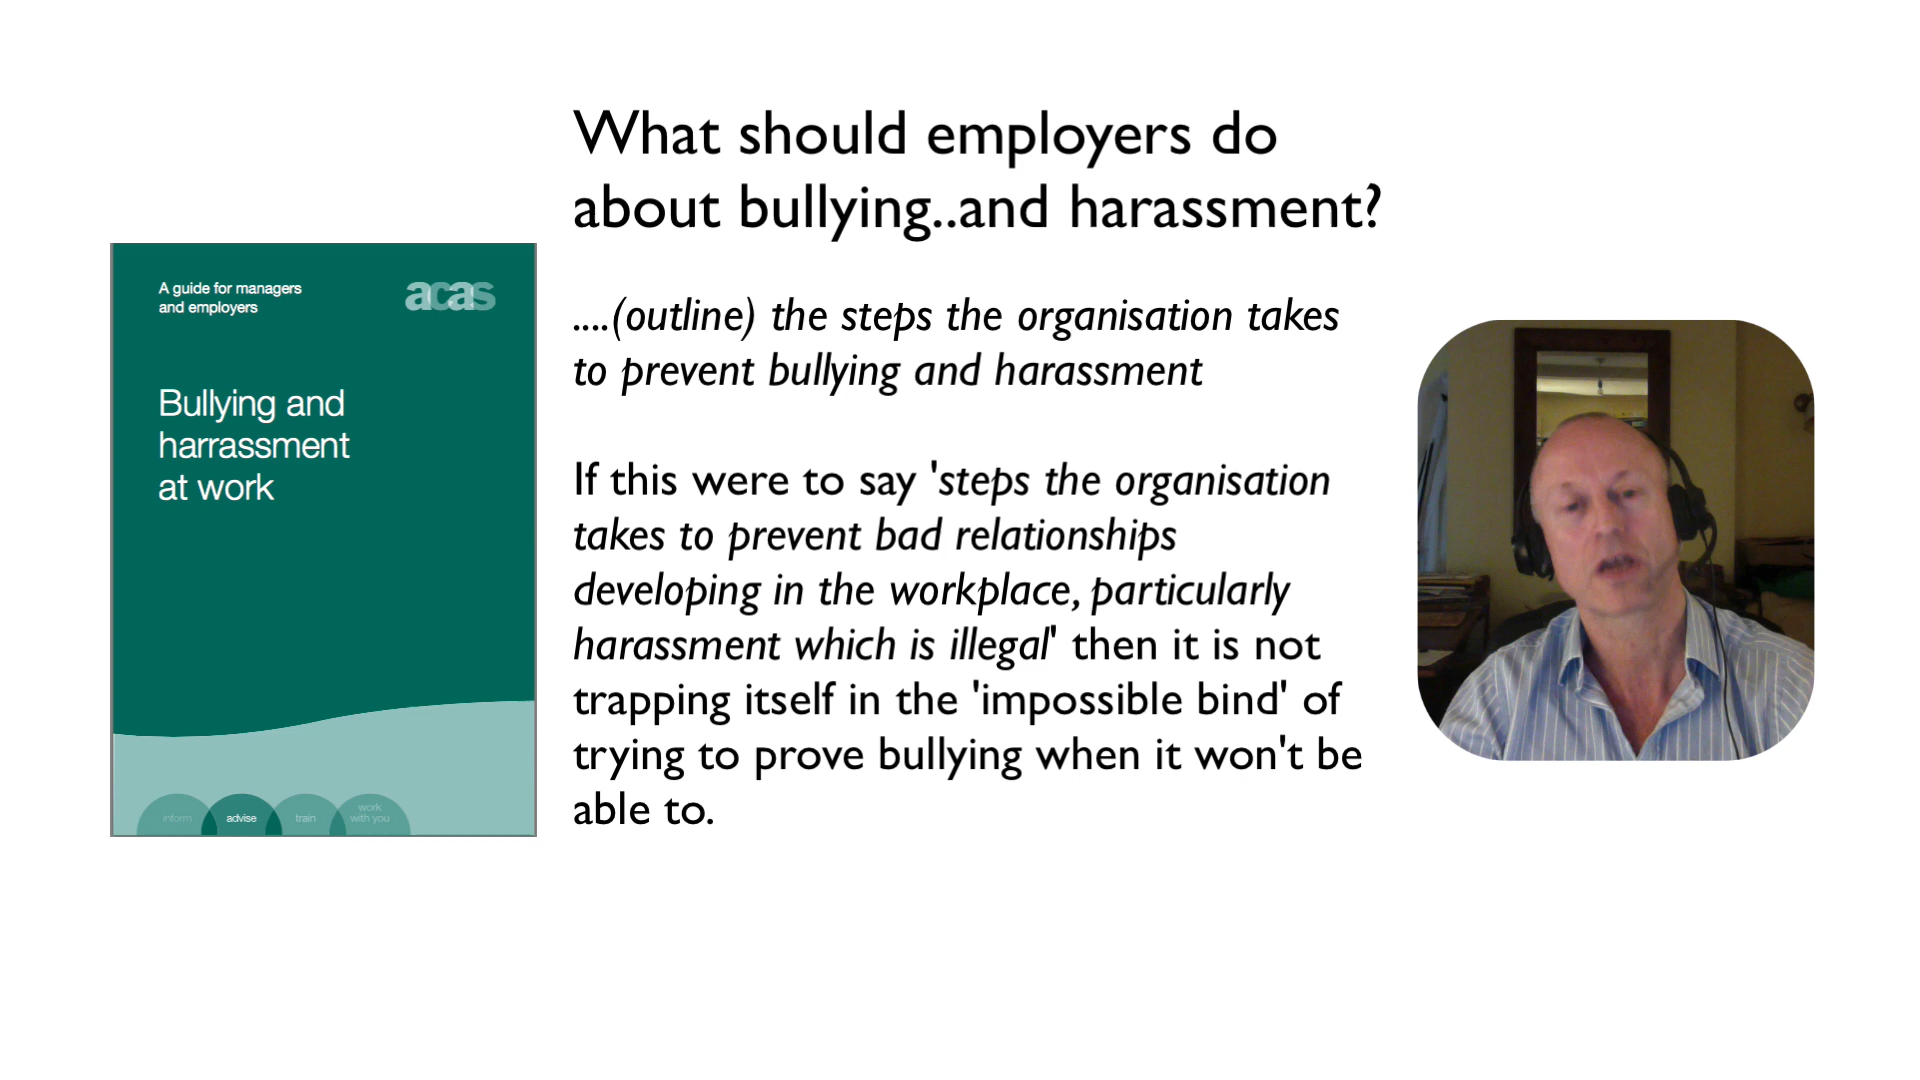 What should employers do
about bullying..and harassment?
A guide for managers
and employers
acas
Bullying and
harrassment
at work
inform
advise
train
work
with you
....(outline) the steps the organisation takes
to prevent bullying and harassment
If this were to say 'steps the organisation
takes to prevent bad relationships
developing in the workplace, particularly
harassment which is illegal' then it is not
trapping itself in the 'impossible bind' of
trying to prove bullying when it won't be
able to.